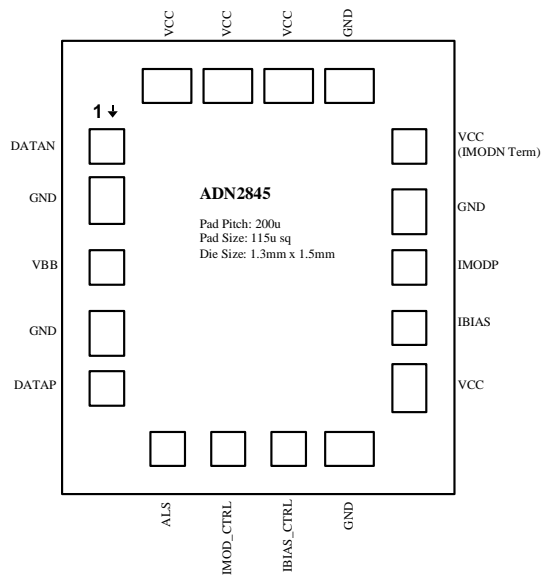 VCC
VCC
VCC
GND
1
DATAN
GND
VBB
GND
DATAP
ADN2845
Pad Pitch: 200u
Pad Size: 115u sq
Die Size: 1.3mm x 1.5mm
VCC
(IMODN Term)
GND
IMODP
IBIAS
VCC
ALS
IMOD_CTRL
IBIAS_CTRL
GND